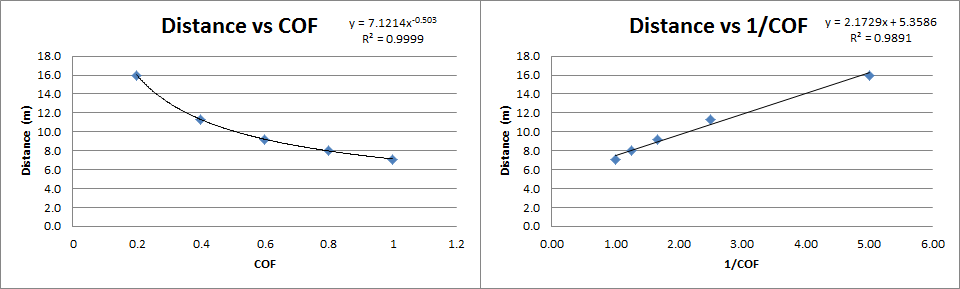 Distance vs COF
y = 7.1214x^-0.503
R² = 0.9999
18.0
16.0
14.0
12.0
10.0
8.0
6.0
4.0
2.0
0.0
Distance (m)
0 0.2 0.4 0.6 0.8 1 1.2
COF
Distance vs 1/COF
y = 2.1729x + 5.3586
R² = 0.9891
18.0
16.0
14.0
12.0
10.0
8.0
6.0
4.0
2.0
0.0
Distance (m)
0.00 1.00 2.00 3.00 4.00 5.00 6.00
1/COF